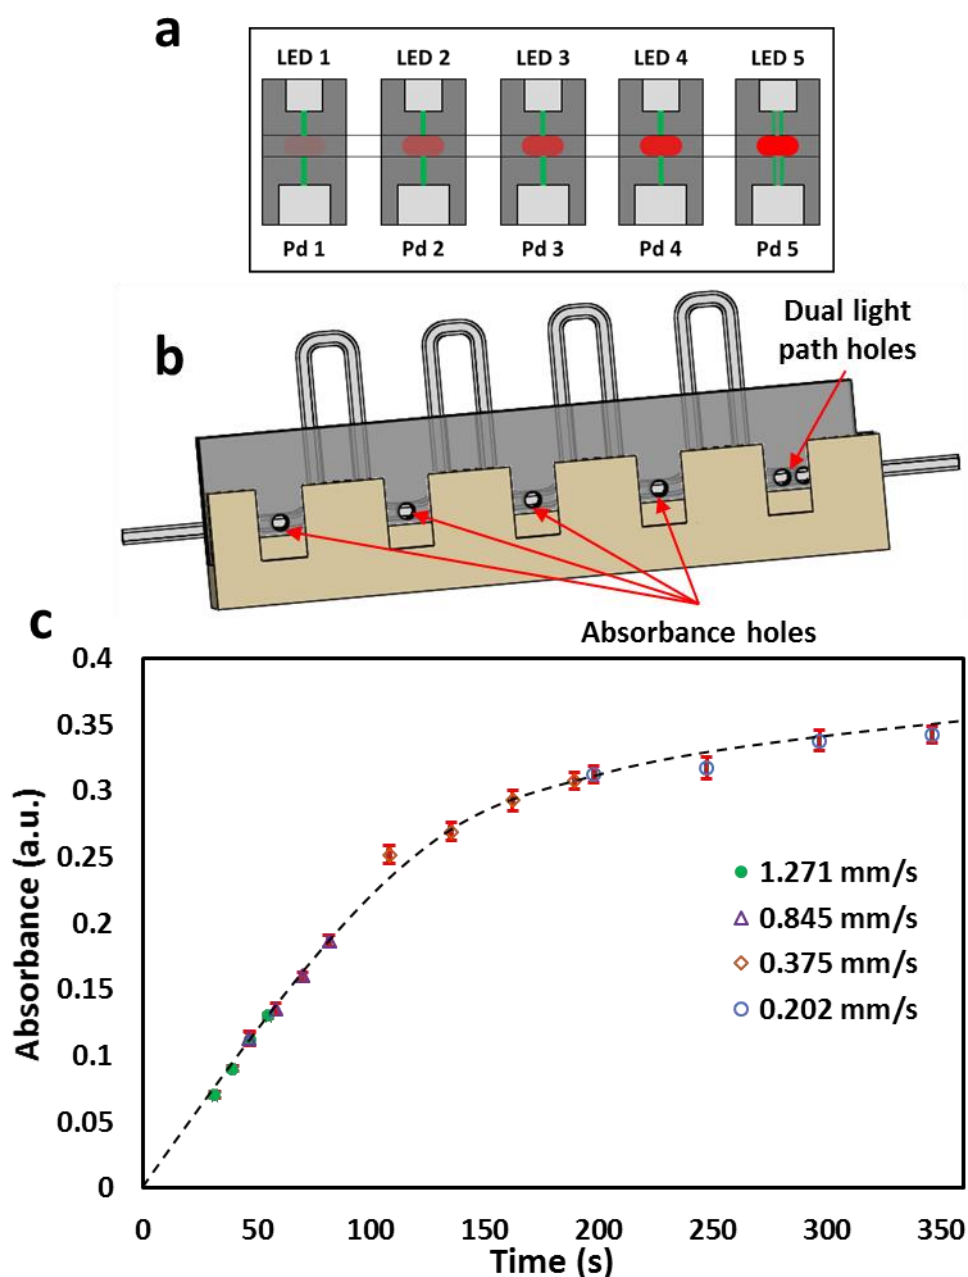 a
LED 1 LED 2 LED 3 LED 4 LED 5
Pd 1 Pd 2 Pd 3 Pd 4 Pd 5
b
Dual light
path holes
Absorbance holes
c
0.4
0.35
0.3
0.25
0.2
0.15
0.1
0.05
0
Absorbance (a.u.)
1.271 mm/s
0.845 mm/s
0.375 mm/s
0.202 mm/s
0 50 100 150 200 250 300 350
Time (s)